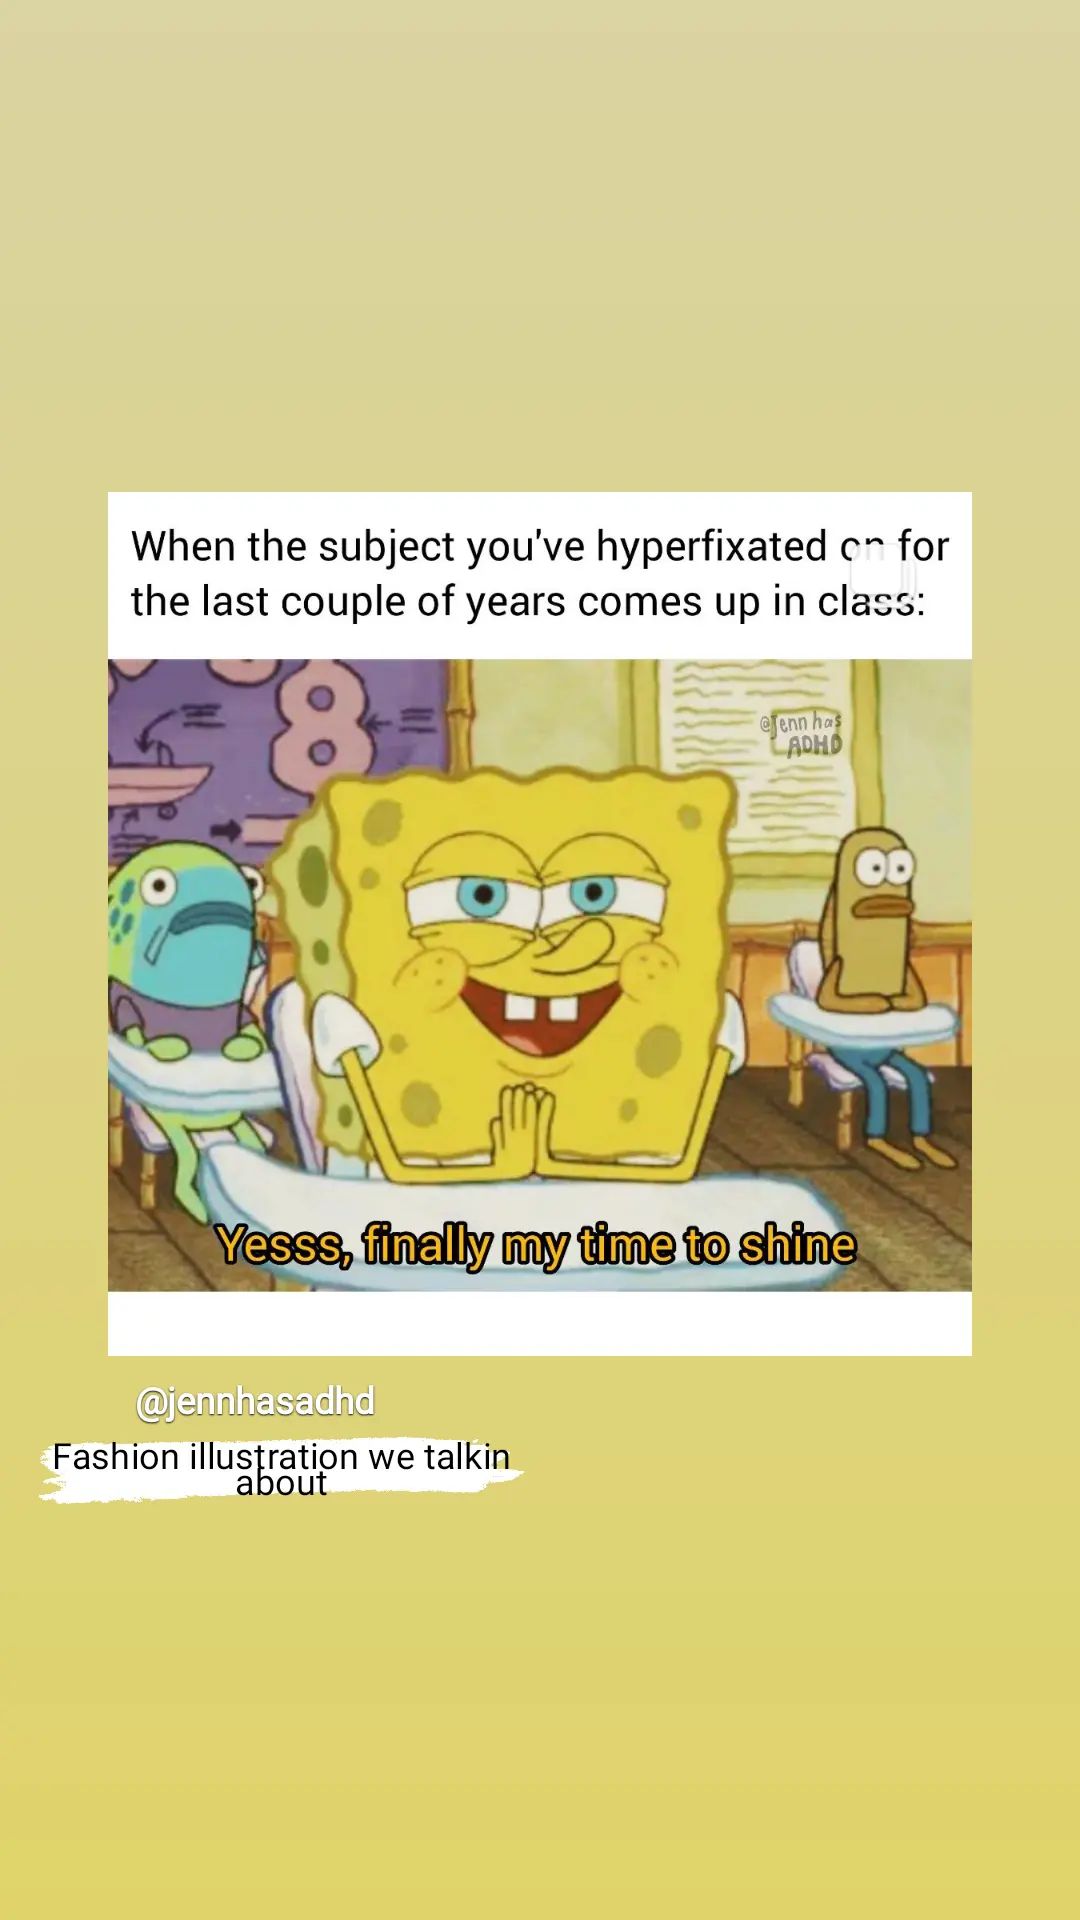 When the subject you've hyperfixated on for
the last couple of years comes up in class:
8
@Jenn has
ADHD
Yesss, finally my time to shine
@jennhasadhd
Fashion illustration we talkin
about